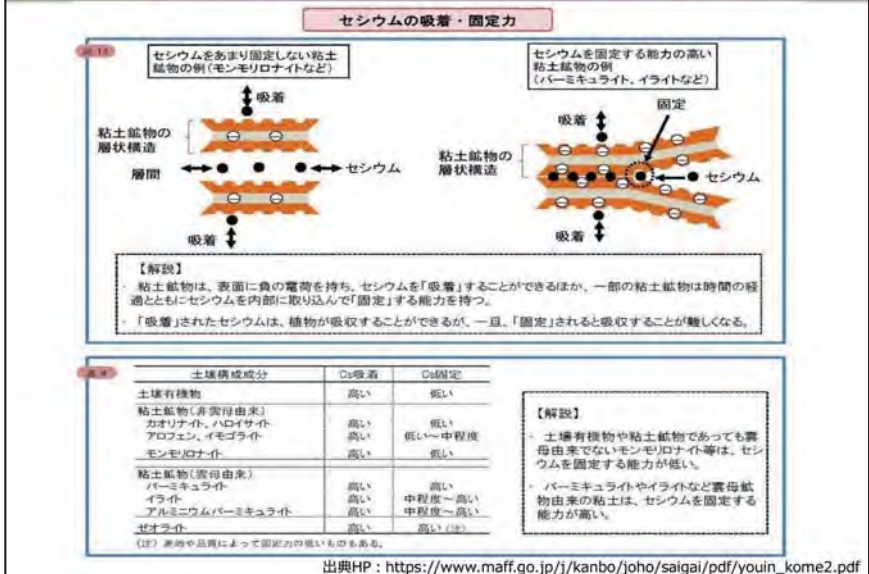 セシウムの吸着・固定力
セシウムをあまり固定しない粘土
鉱物の例(モンモリロナイトなど)
吸着
粘土鉱物の
層状構造
層間
セシウム
吸着
セシウムを固定する能力の高い
粘土鉱物の例
(バーミキュライト、イライトなど)
固定
吸着
粘土鉱物の
層状構造
セシウム
吸着
【解説】
・ 粘土鉱物は、表面に負の電荷を持ち、セシウムを「吸着」することができるほか、一部の粘土鉱物は時間の経
過とともにセシウムを内部に取り込んで「固定」する能力を持つ。
・ 「吸着」されたセシウムは、植物が吸収することができるが、一旦、「固定」されると吸収することが難しくなる。
土壌構成成分 Cs吸着 Cs固定
土壌有機物 高い 低い
粘土鉱物(非雲母由来)
カオリナイト、ハロイサイト 高い 低い
アロフェン、イモゴライト 高い 低い～中程度
モンモリロナイト 高い 低い
粘土鉱物(雲母由来)
バーミキュライト 高い 高い
イライト 高い 中程度～高い
アルミニウムバーミキュライト 高い 中程度～高い
ゼオライト 高い 高い(注)
(注) 産地や品質によって固定力の低いものもある。
【解説】
・ 土壌有機物や粘土鉱物であっても雲
母由来でないモンモリロナイト等は、セシ
ウムを固定する能力が低い。
・ バーミキュライトやイライトなど雲母鉱
物由来の粘土は、セシウムを固定する
能力が高い。
出典HP:https://www.maff.go.jp/j/kanbo/joho/saigai/pdf/youin_kome2.pdf